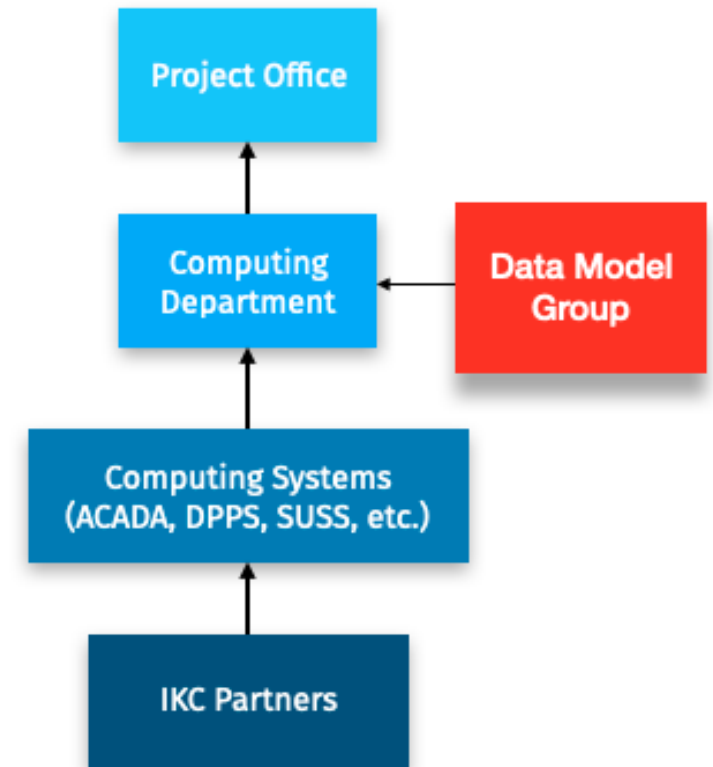 Project Office
Computing
Department
Data Model
Group
Computing Systems
(ACADA, DPPS, SUSS, etc.)
IKC Partners